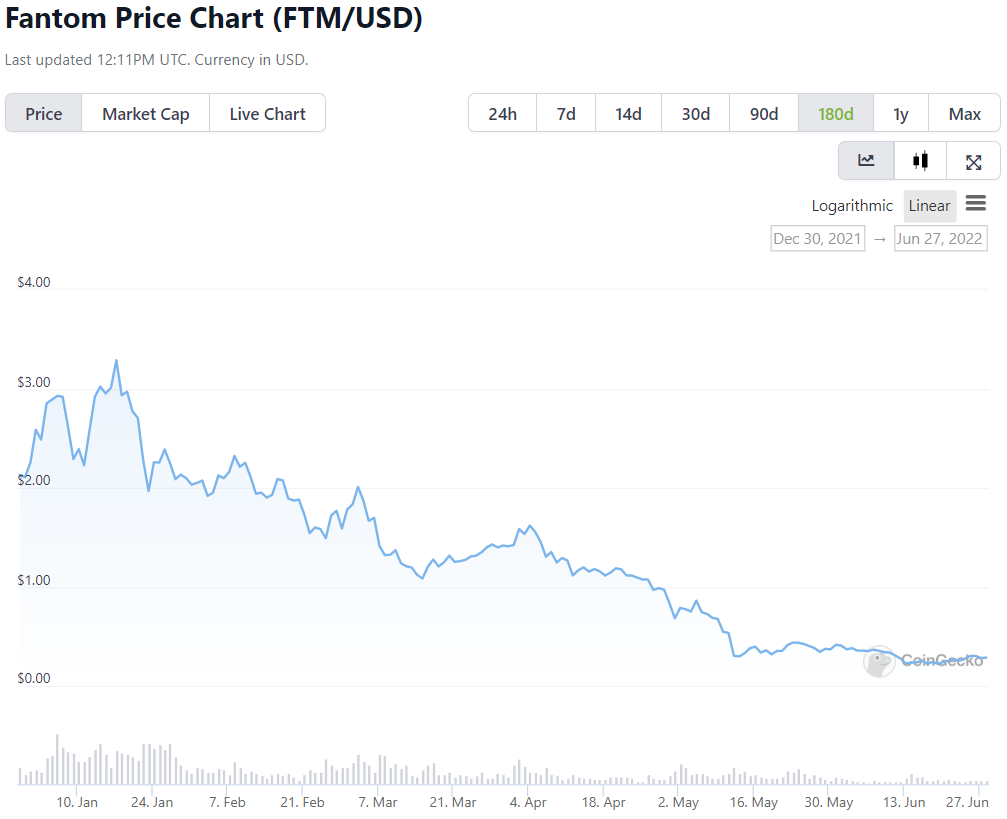 Fantom Price Chart (FTM/USD)
Last updated 12:11PM UTC. Currency in USD.
Price Market Cap Live Chart 24h 7d 14d 30d 90d 180d 1y Max
Logarithmic Linear
Dec 30, 2021 → Jun 27, 2022
$4.00
$3.00
$2.00
$1.00
CoinGecko
$0.00
10. Jan 24. Jan 7. Feb 21. Feb 7. Mar 21. Mar 4. Apr 18. Apr 2. May 16. May 30. May 13. Jun 27. Jun